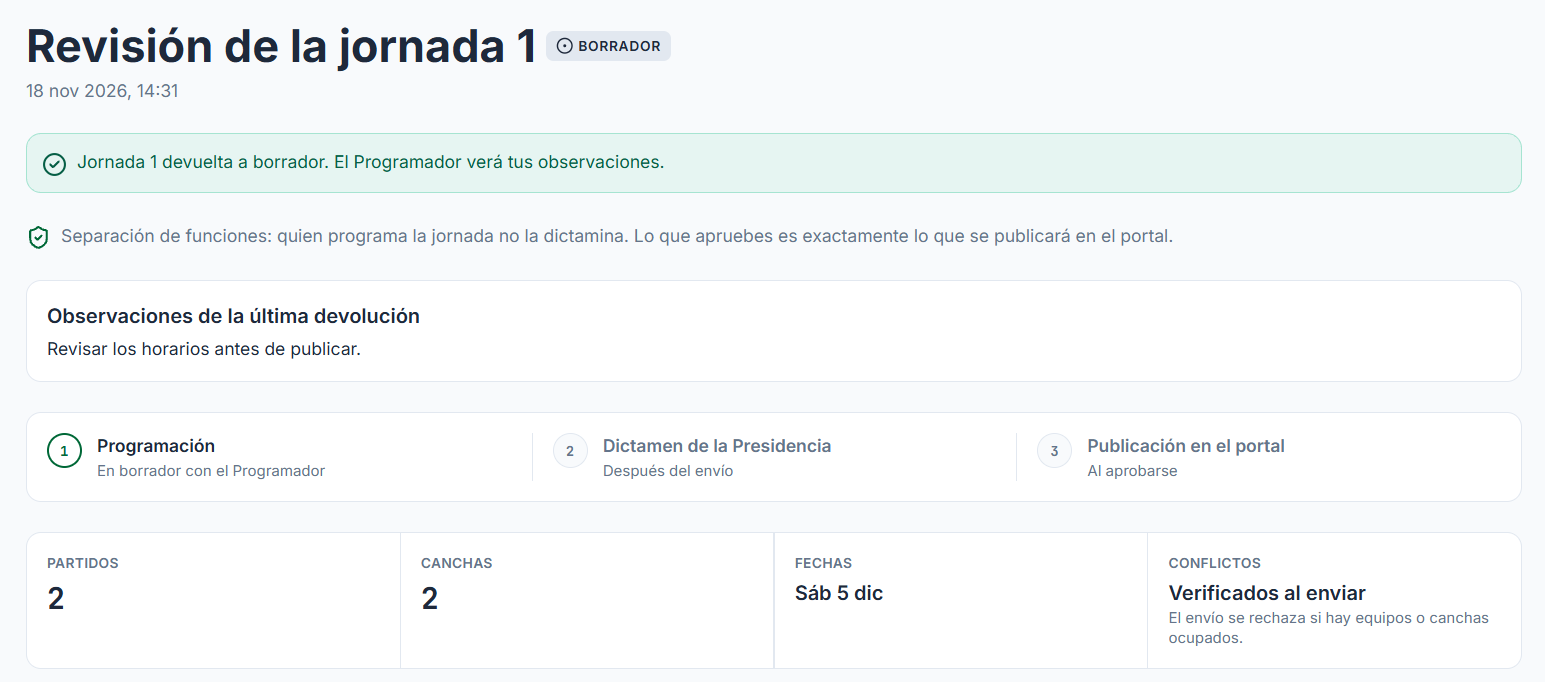 Revisión de la jornada 1
BORRADOR
18 nov 2026, 14:31
Jornada 1 devuelta a borrador. El Programador verá tus observaciones.
Separación de funciones: quien programa la jornada no la dictamina. Lo que apruebes es exactamente lo que se publicará en el portal.
Observaciones de la última devolución
Revisar los horarios antes de publicar.
1
Programación
En borrador con el Programador
2
Dictamen de la Presidencia
Después del envío
3
Publicación en el portal
Al aprobarse
PARTIDOS
2
CANCHAS
2
FECHAS
Sáb 5 dic
CONFLICTOS
Verificados al enviar
El envío se rechaza si hay equipos o canchas
ocupados.